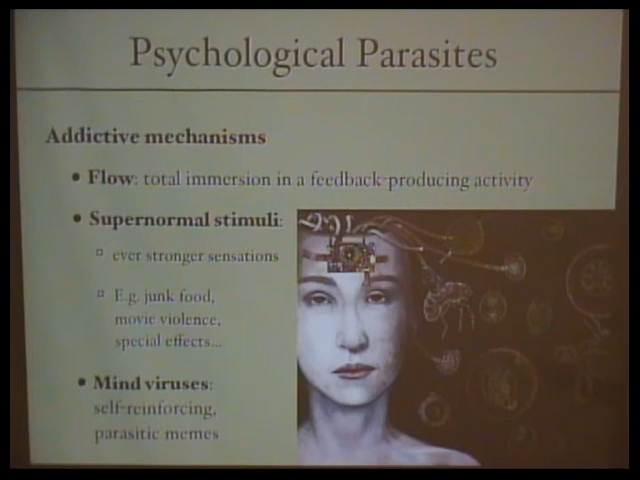 Psychological Parasites
Addictive mechanisms
• Flow: total immersion in a feedback-producing activity
• Supernormal stimuli:
▫ ever stronger sensations
▫ E.g. junk food,
movie violence,
special effects...
• Mind viruses:
self-reinforcing,
parasitic memes